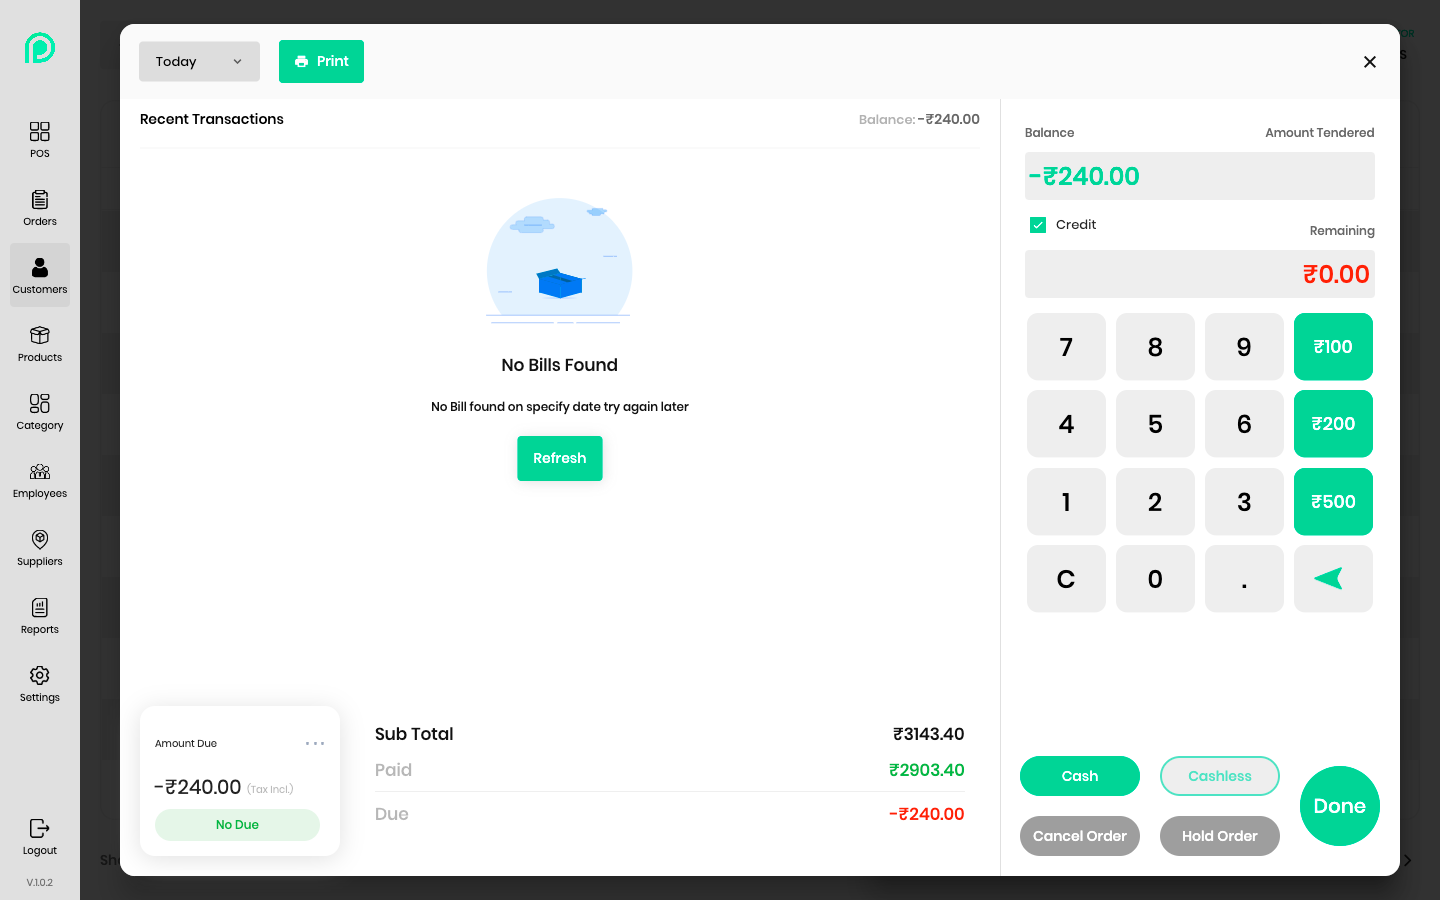 POS
Orders
Customers
Products
Category
Employees
Suppliers
Reports
Settings
Logout
V.1.0.2
Today
Print
Recent Transactions
Balance: -₹240.00
No Bills Found
No Bill found on specify date try again later
Refresh
Amount Due
-₹240.00 (Tax Incl.)
No Due
Sub Total ₹3143.40
Paid ₹2903.40
Due -₹240.00
Balance Amount Tendered
-₹240.00
Credit
Remaining
₹0.00
7 8 9 ₹100
4 5 6 ₹200
1 2 3 ₹500
C 0 .
Cash Cashless
Cancel Order Hold Order
Done